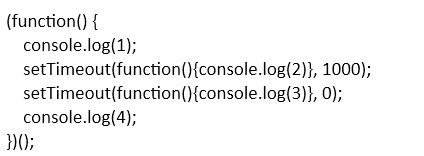 (function() {
    console.log(1);
    setTimeout(function(){console.log(2)}, 1000);
    setTimeout(function(){console.log(3)}, 0);
    console.log(4);
})();